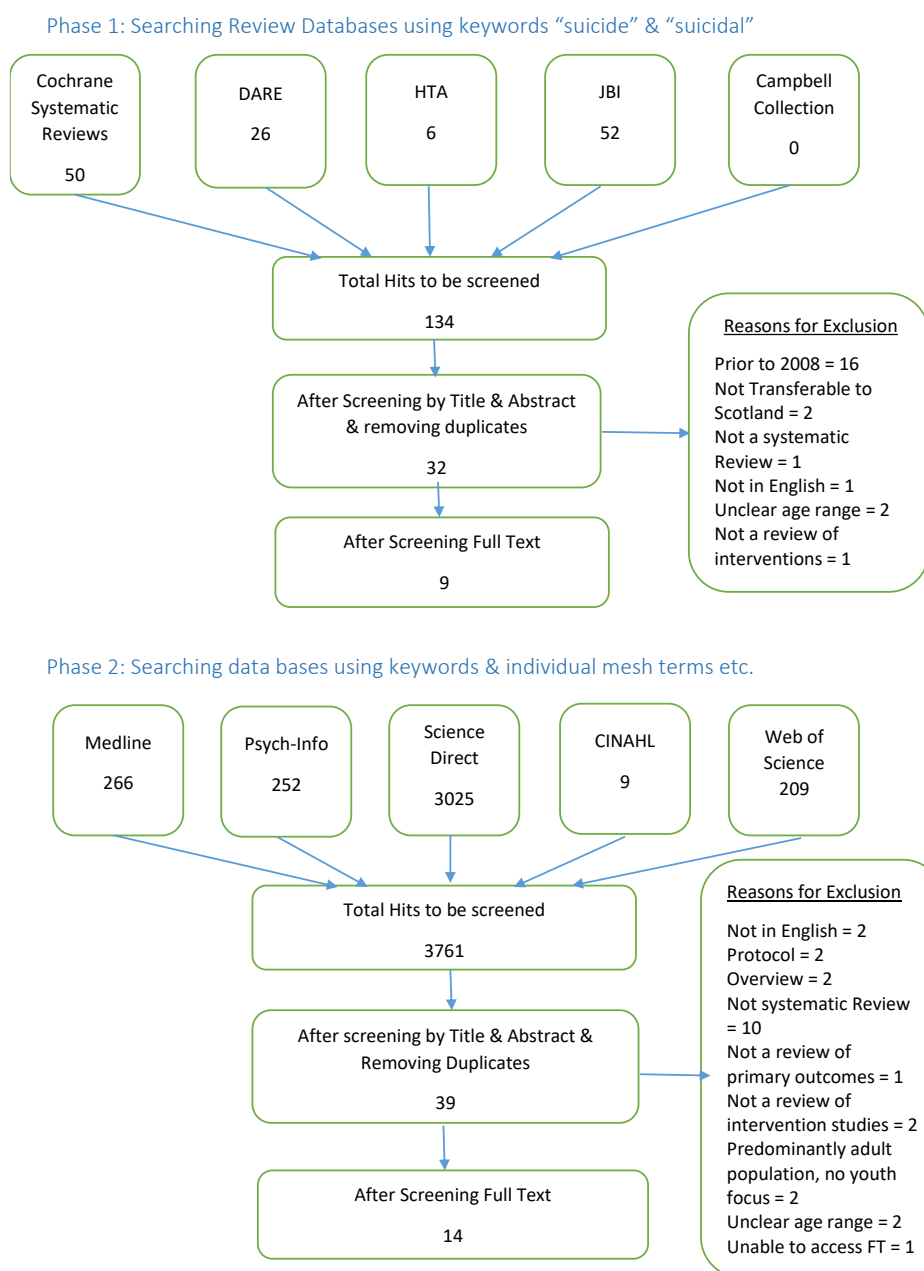 Phase 1: Searching Review Databases using keywords “suicide” & “suicidal”
Cochrane
Systematic
Reviews
50
DARE
26
HTA
6
JBI
52
Campbell
Collection
0
Total Hits to be screened
134
After Screening by Title & Abstract
& removing duplicates
32
After Screening Full Text
9
Reasons for Exclusion
Prior to 2008 = 16
Not Transferable to
Scotland = 2
Not a systematic
Review = 1
Not in English = 1
Unclear age range = 2
Not a review of
interventions = 1
Phase 2: Searching data bases using keywords & individual mesh terms etc.
Medline
266
Psych-Info
252
Science
Direct
3025
CINAHL
9
Web of
Science
209
Total Hits to be screened
3761
After screening by Title & Abstract &
Removing Duplicates
39
After Screening Full Text
14
Reasons for Exclusion
Not in English = 2
Protocol = 2
Overview = 2
Not systematic Review
= 10
Not a review of
primary outcomes = 1
Not a review of
intervention studies = 2
Predominantly adult
population, no youth
focus = 2
Unclear age range = 2
Unable to access FT = 1